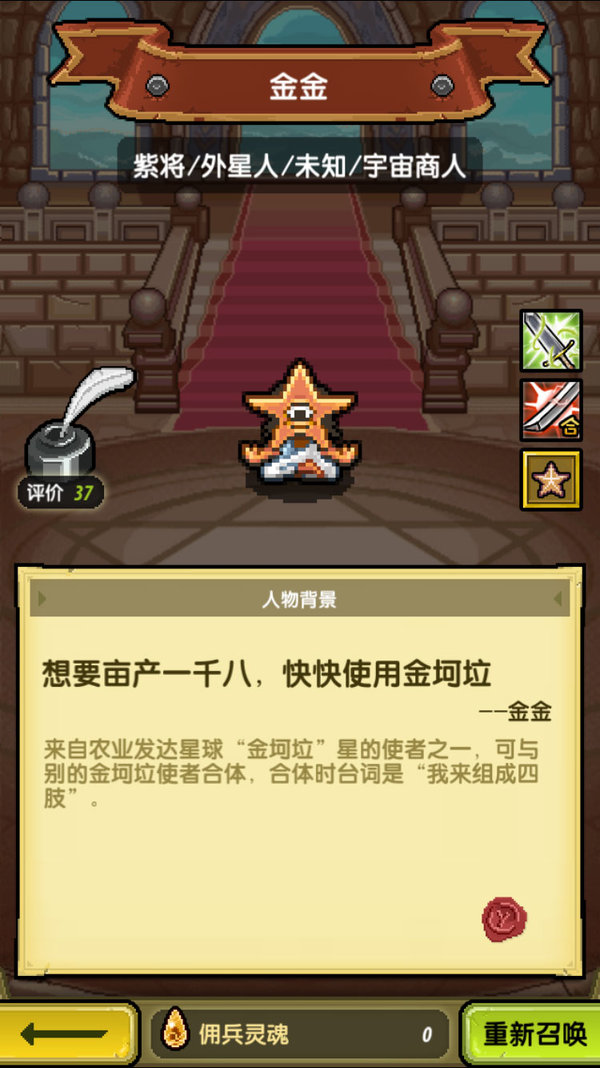 金金
紫将/外星人/未知/宇宙商人
合
评价 37
人物背景
想要亩产一千八，快快使用金坷垃
--金金
来自农业发达星球“金坷垃”星的使者之一，可与
别的金坷垃使者合体，合体时台词是“我来组成四
肢”。
Y
佣兵灵魂 0
重新召唤